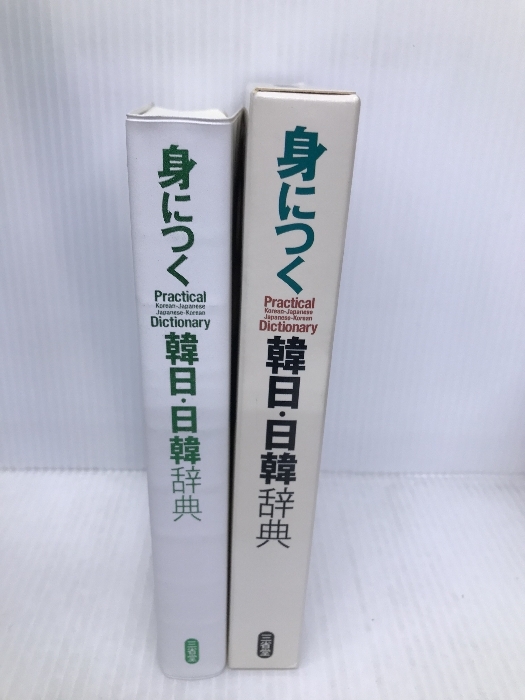 身につく
Practical
Korean-Japanese
Japanese-Korean
Dictionary
韓日・日韓辞典
三省堂
身につく
Practical
Korean-Japanese
Japanese-Korean
Dictionary
韓日・日韓辞典
三省堂